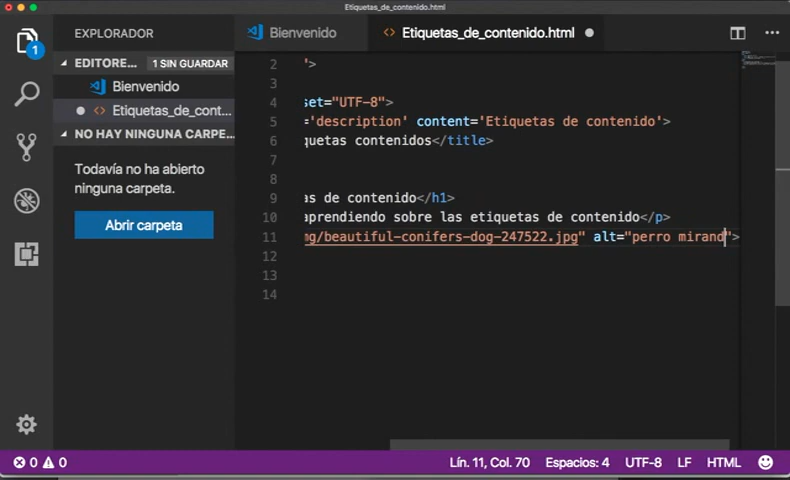 Etiquetas_de_contenido.html
EXPLORADOR
Bienvenido
<> Etiquetas_de_contenido.html
EDITORE... 1 SIN GUARDAR
1
Bienvenido
<> Etiquetas_de_cont...
NO HAY NINGUNA CARPE...
Todavía no ha abierto
ninguna carpeta.
Abrir carpeta
2 '>
3
4 set="UTF-8">
5 ='description' content='Etiquetas de contenido'>
6 quetas contenidos</title>
7
8
9 as de contenido</h1>
10 aprendiendo sobre las etiquetas de contenido</p>
11 mg/beautiful-conifers-dog-247522.jpg" alt="perro mirand">
12
13
14
0 0 Lín. 11, Col. 70 Espacios: 4 UTF-8 LF HTML